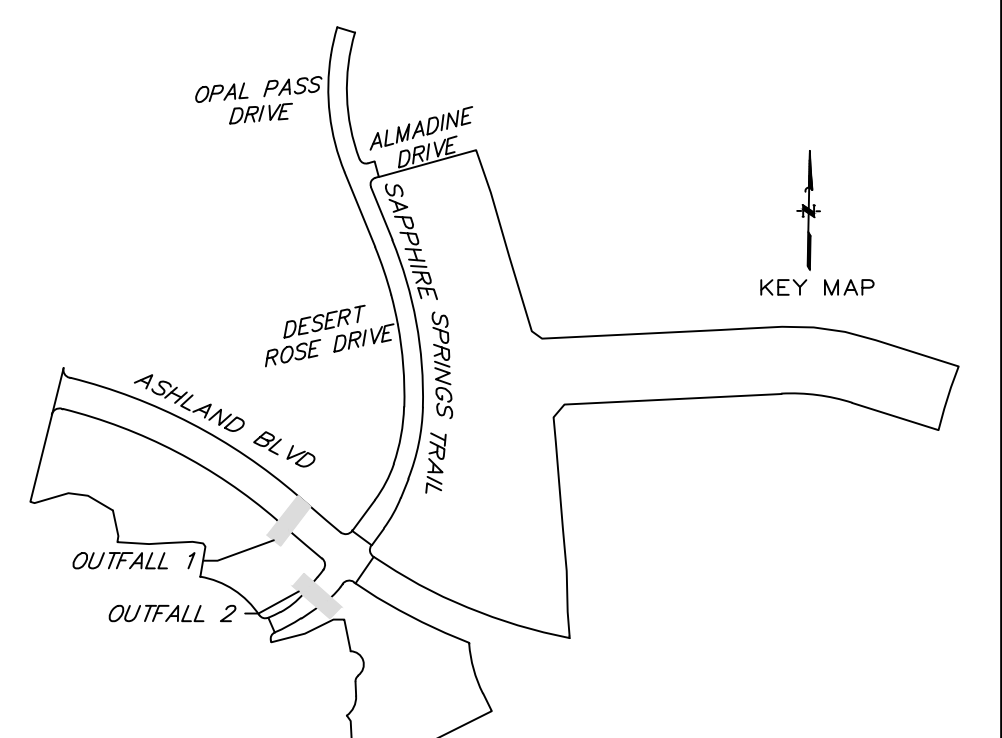 OPAL PASS
DRIVE
ALMADINE
DRIVE
SAPPHIRE SPRINGS TRAIL
N
KEY MAP
DESERT
ROSE DRIVE
ASHLAND BLVD
OUTFALL 1
OUTFALL 2